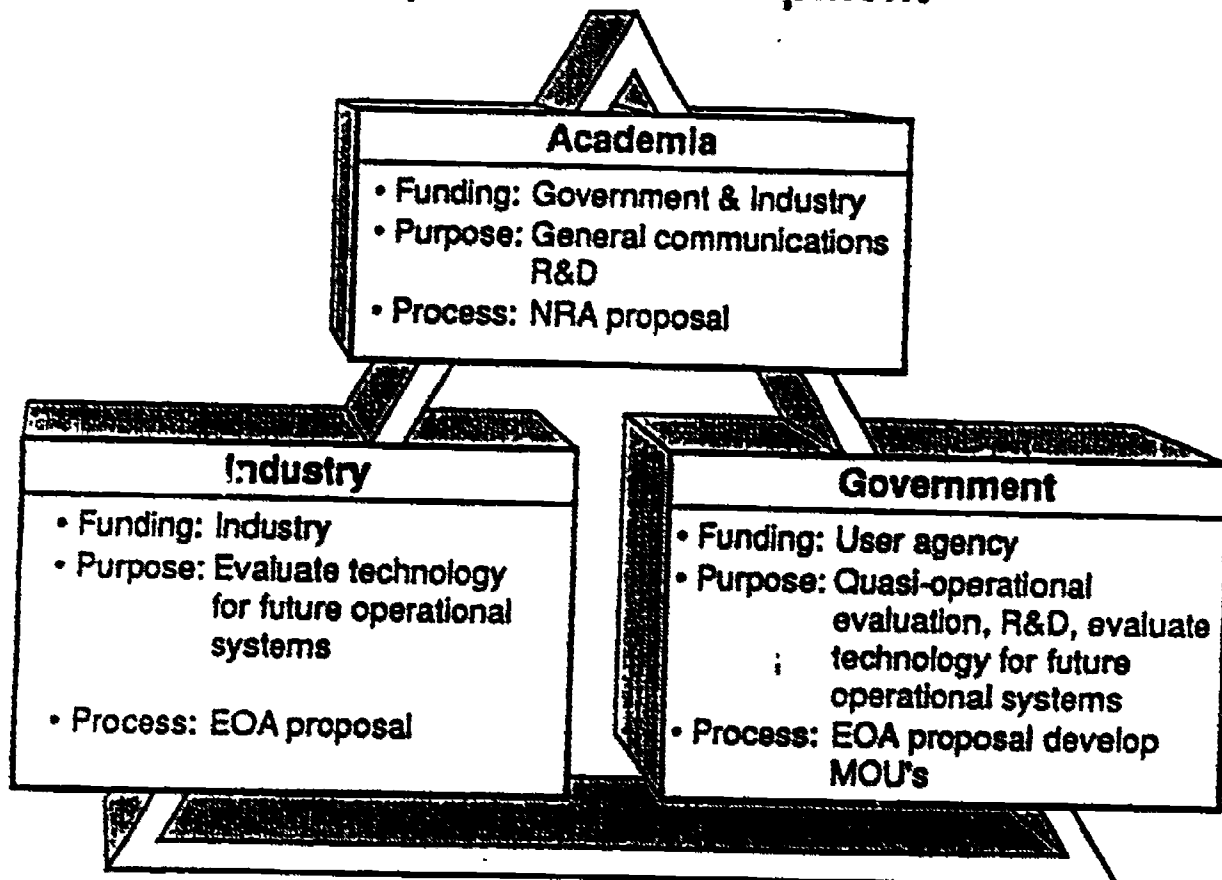 Academia
• Funding: Government & Industry
• Purpose: General communications
R&D
• Process: NRA proposal
Industry
• Funding: Industry
• Purpose: Evaluate technology
for future operational
systems
• Process: EOA proposal
Government
• Funding: User agency
• Purpose: Quasi-operational
evaluation, R&D, evaluate
technology for future
operational systems
• Process: EOA proposal develop
MOU's